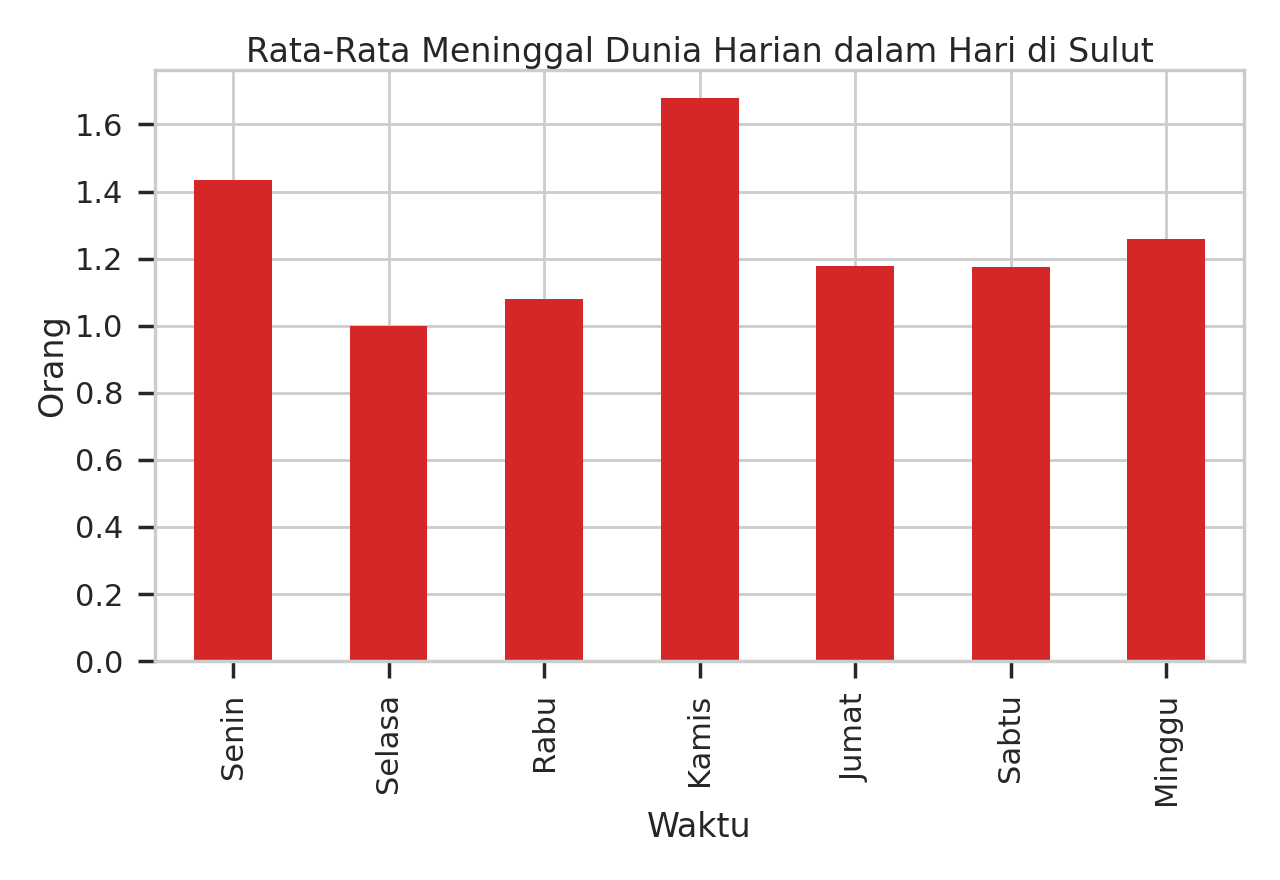 Rata-Rata Meninggal Dunia Harian dalam Hari di Sulut
1.6
1.4
1.2
1.0
0.8
0.6
0.4
0.2
0.0
Orang
Senin
Selasa
Rabu
Kamis
Jumat
Sabtu
Minggu
Waktu